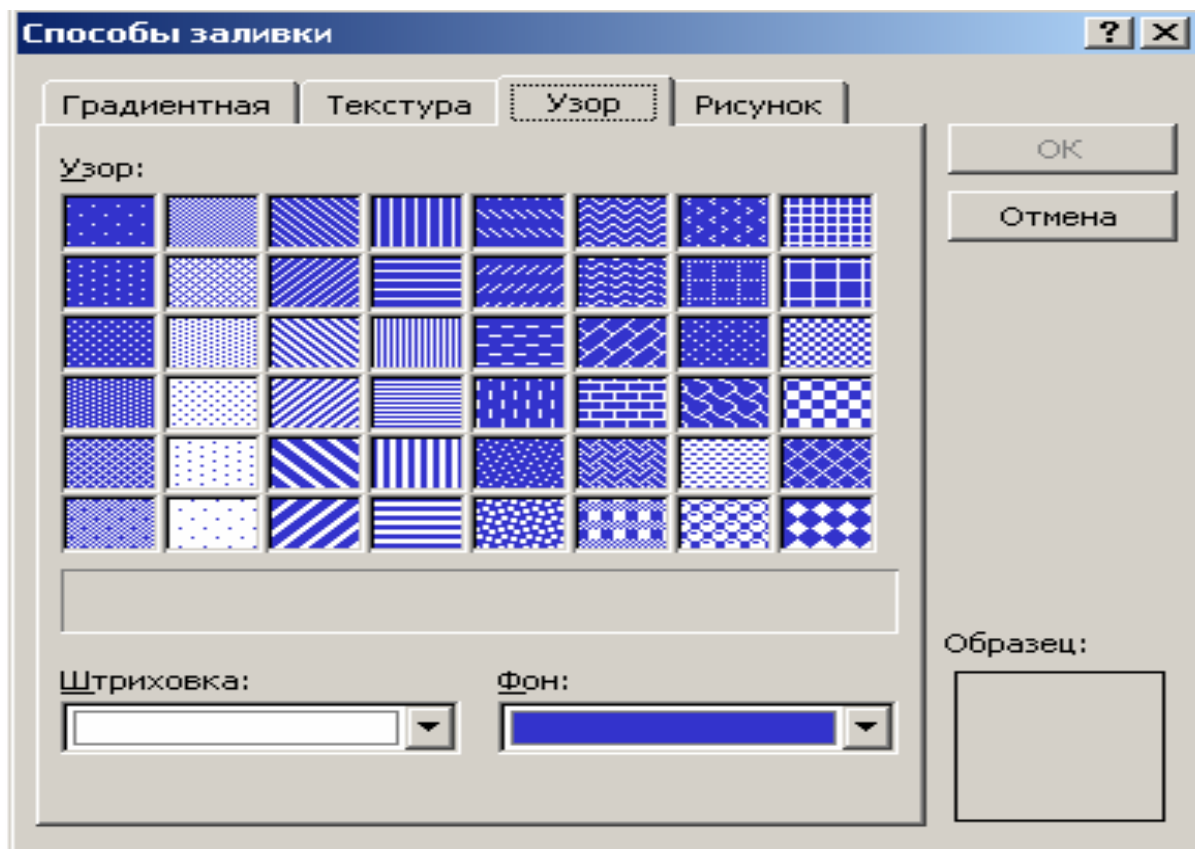 Способы заливки
Градиентная Текстура Узор Рисунок
ОК
Узор:
Отмена
Образец:
Штриховка: Фон: